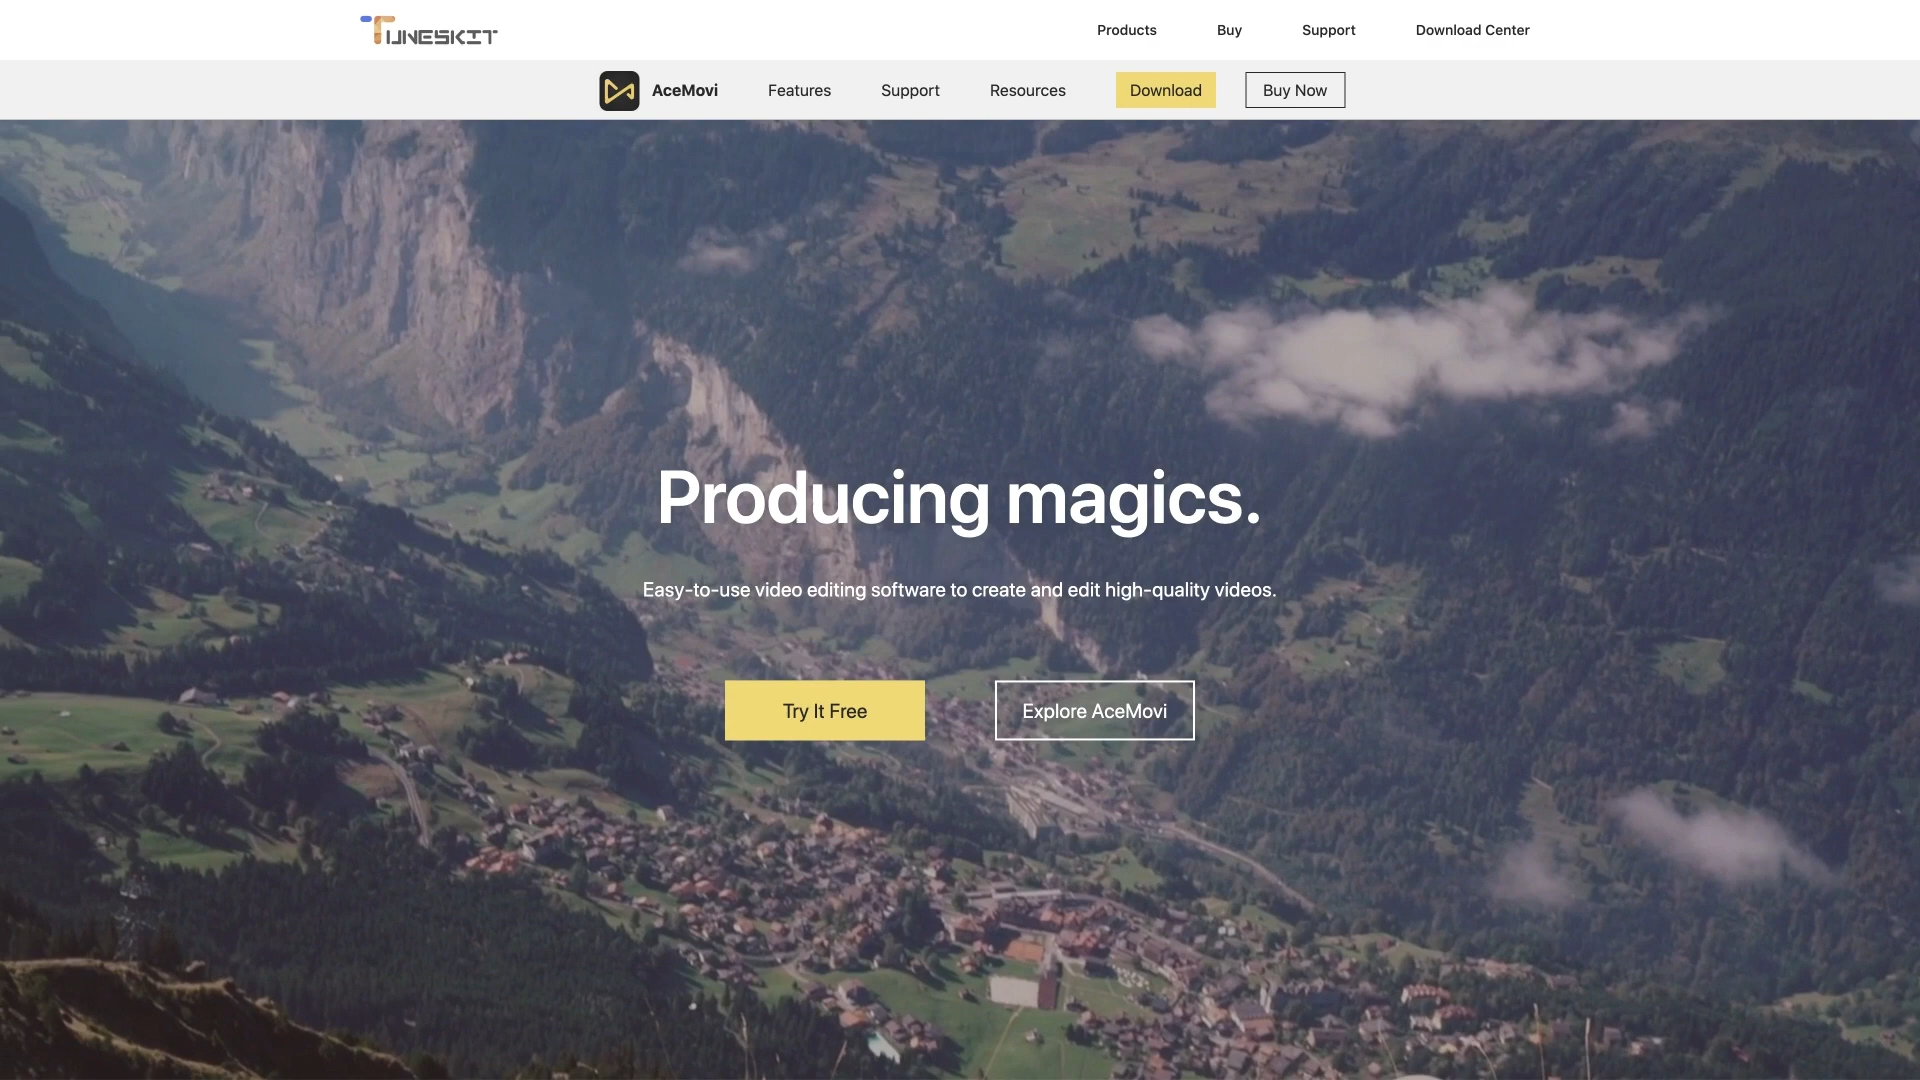 TUNESKIT
Products
Buy
Support
Download Center
AceMovi
Features
Support
Resources
Download
Buy Now
Producing magics.
Easy-to-use video editing software to create and edit high-quality videos.
Try It Free
Explore AceMovi